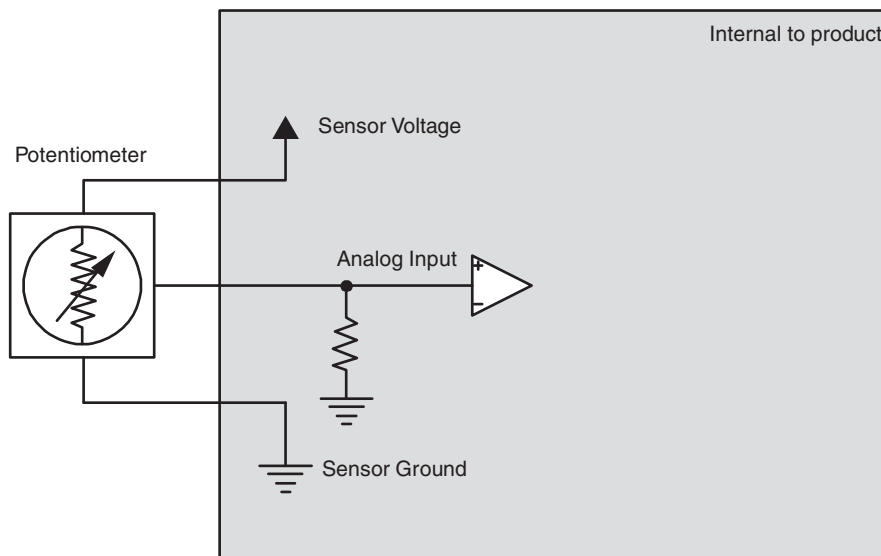 Internal to product
Sensor Voltage
Potentiometer
Analog Input
+
−
Sensor Ground